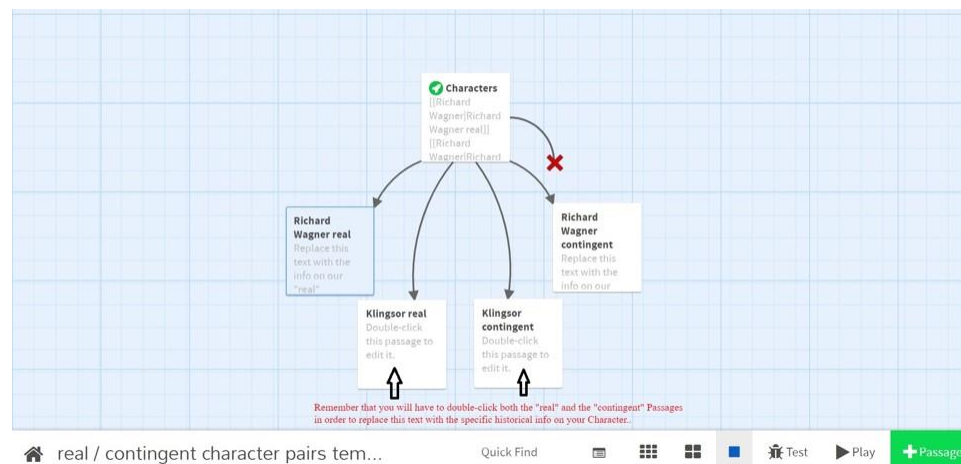 Characters
[[Richard
Wagner|Richard
Wagner real]]
[[Richard
Wagner|Richard
Richard
Wagner real
Replace this
text with the
info on our
"real"
Richard
Wagner
contingent
Replace this
text with the
info on our
Klingsor real
Double-click
this passage to
edit it.
Klingsor
contingent
Double-click
this passage to
edit it.
Remember that you will have to double-click both the "real" and the "contingent" Passages
in order to replace this text with the specific historical info on your Character..
real / contingent character pairs tem...
Quick Find
Test
Play
+Passage